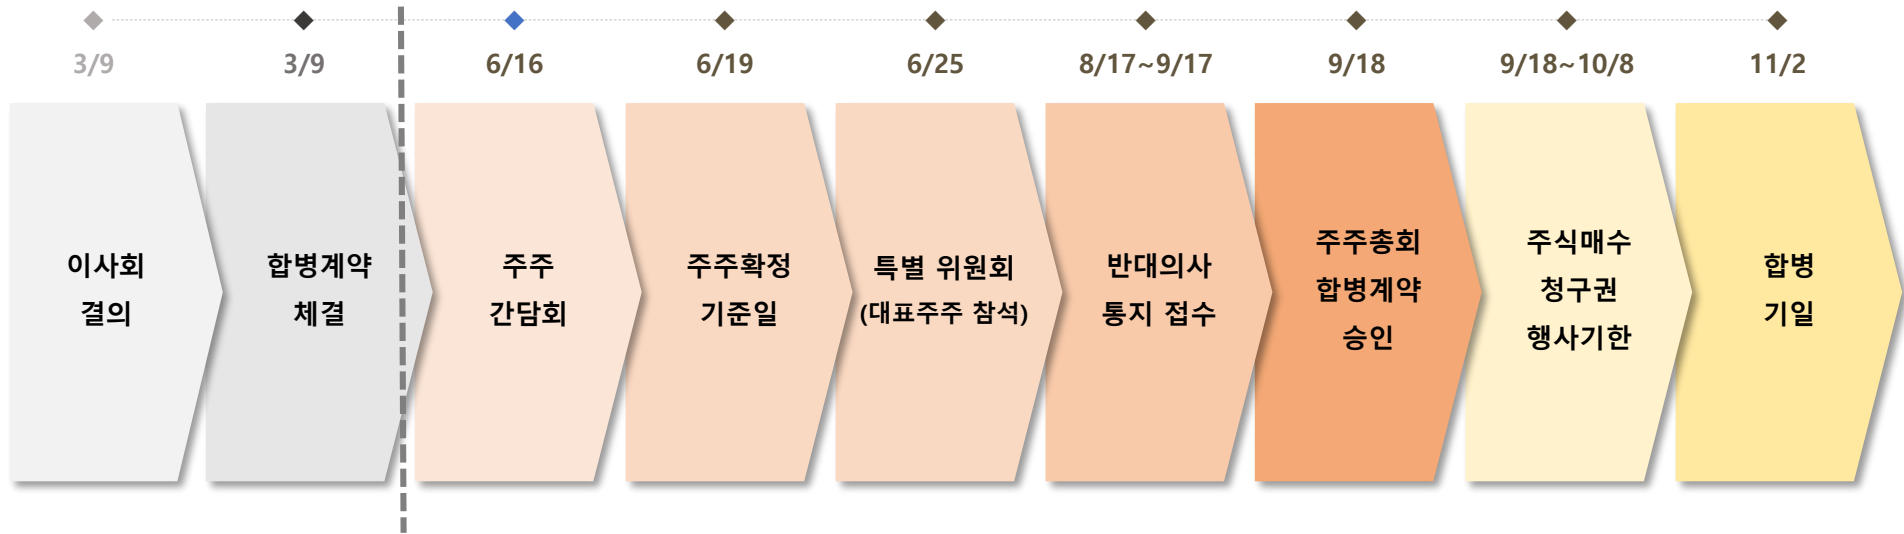 3/9
3/9
6/16
6/19
6/25
8/17~9/17
9/18
9/18~10/8
11/2
이사회
결의
합병계약
체결
주주
간담회
주주확정
기준일
특별 위원회
(대표주주 참석)
반대의사
통지 접수
주주총회
합병계약
승인
주식매수
청구권
행사기한
합병
기일